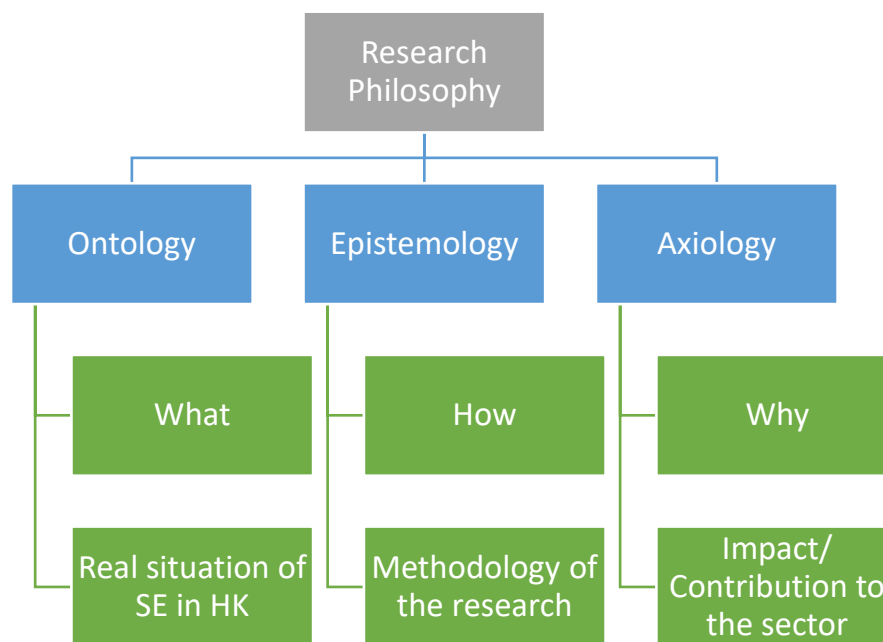 Research
Philosophy
Ontology
Epistemology
Axiology
What
How
Why
Real situation of
SE in HK
Methodology of
the research
Impact/
Contribution to
the sector